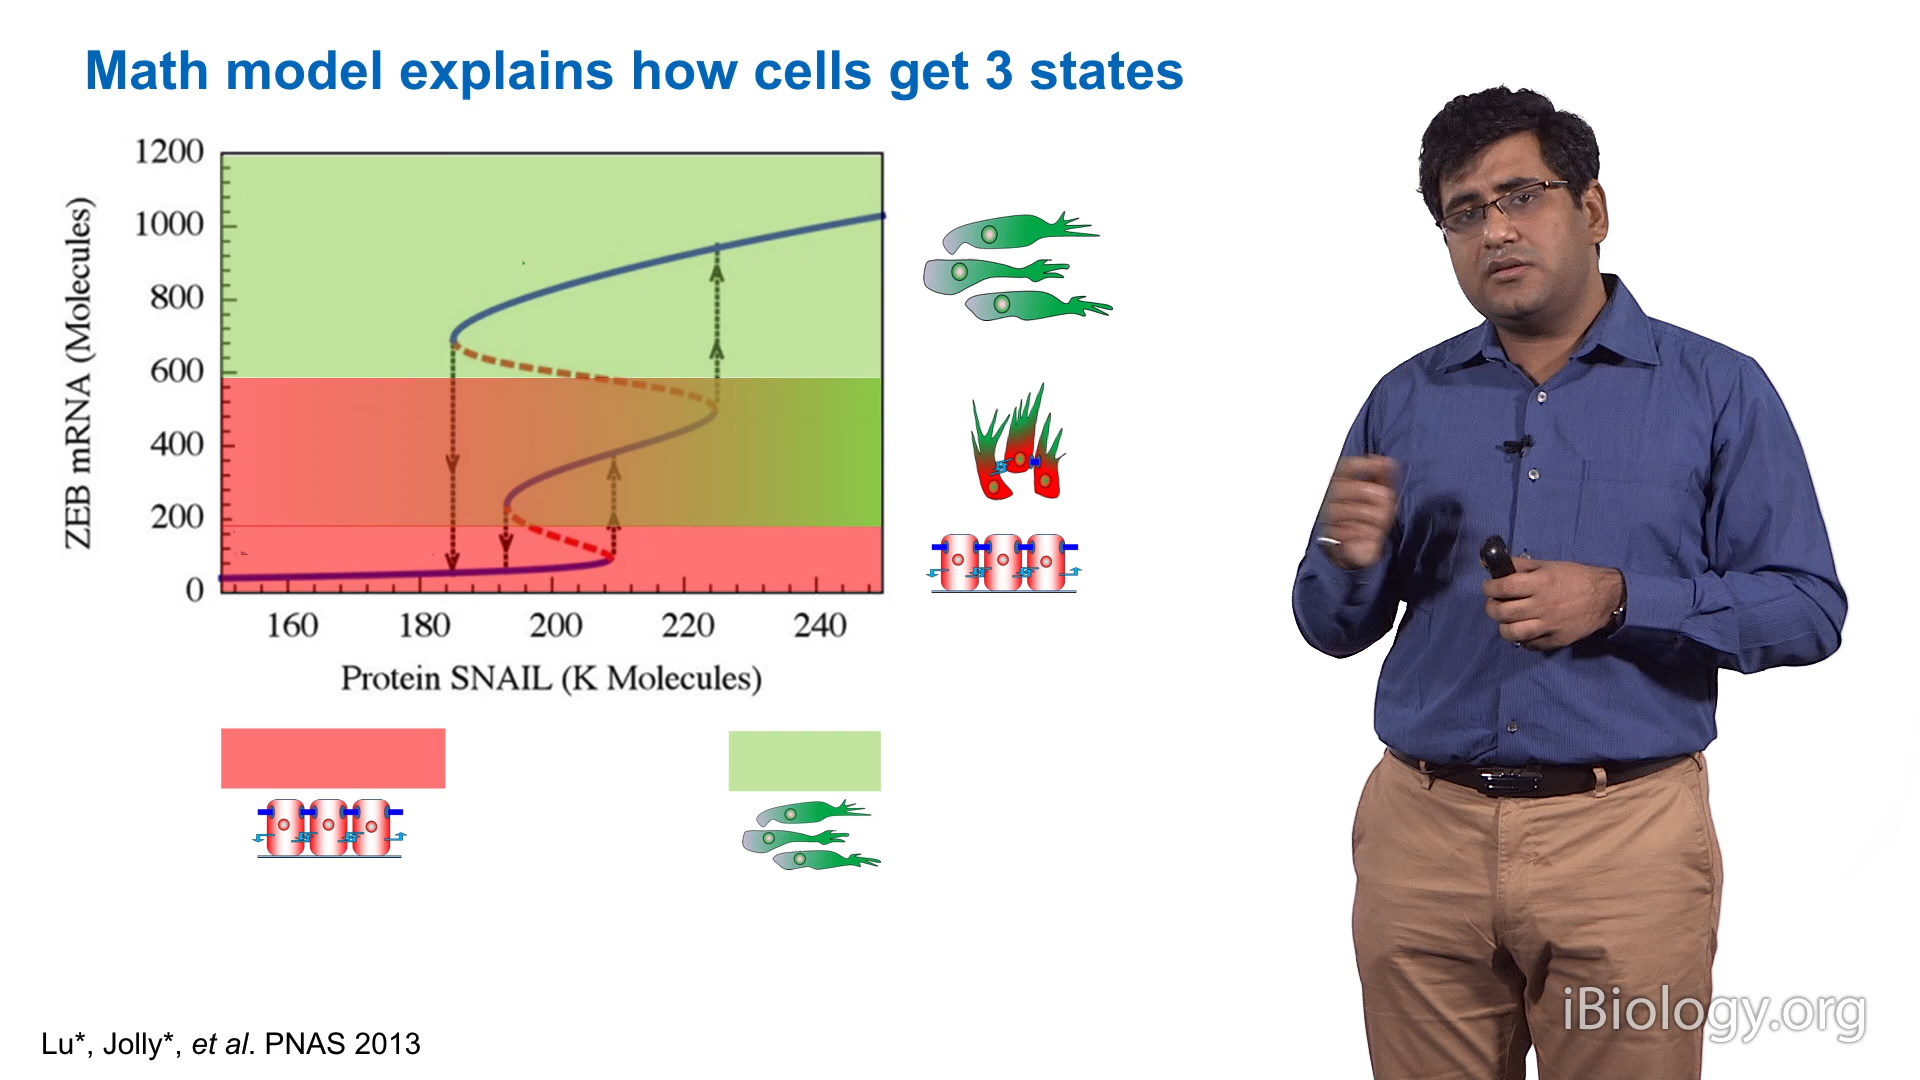 Math model explains how cells get 3 states
1200
1000
800
600
400
200
0
ZEB mRNA (Molecules)
160 180 200 220 240
Protein SNAIL (K Molecules)
Lu*, Jolly*, et al. PNAS 2013
iBiology.org